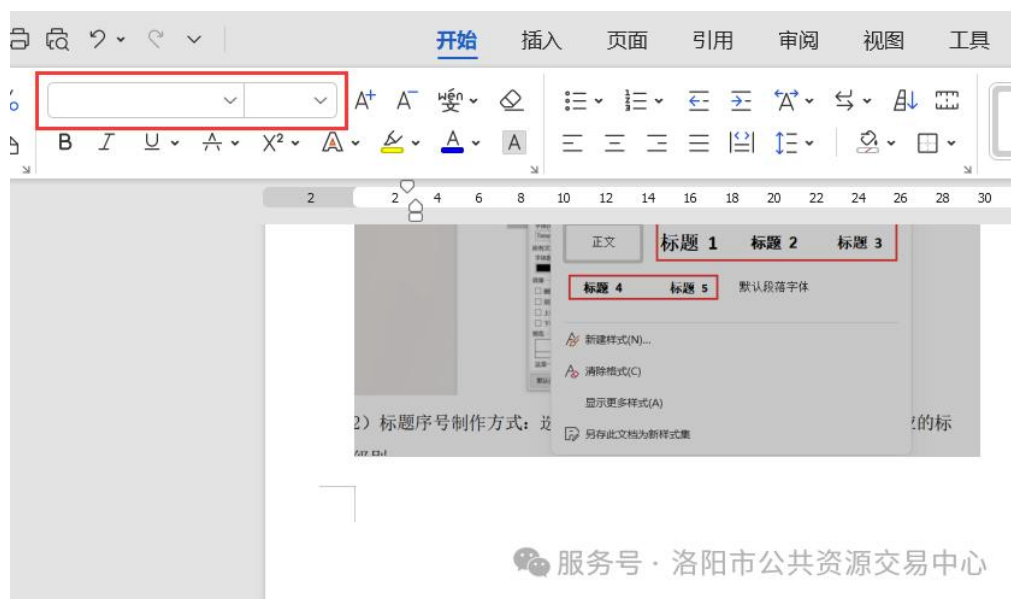 开始 插入 页面 引用 审阅 视图 工具
A+ A- wén 变 A
B I U A X² A A A
2 2 4 6 8 10 12 14 16 18 20 22 24 26 28 30
正文 标题 1 标题 2 标题 3
标题 4 标题 5 默认段落字体
新建样式(N)...
清除格式(C)
显示更多样式(A)
另存此文档为新样式集
2）标题序号制作方式：选 的标
服务号 · 洛阳市公共资源交易中心